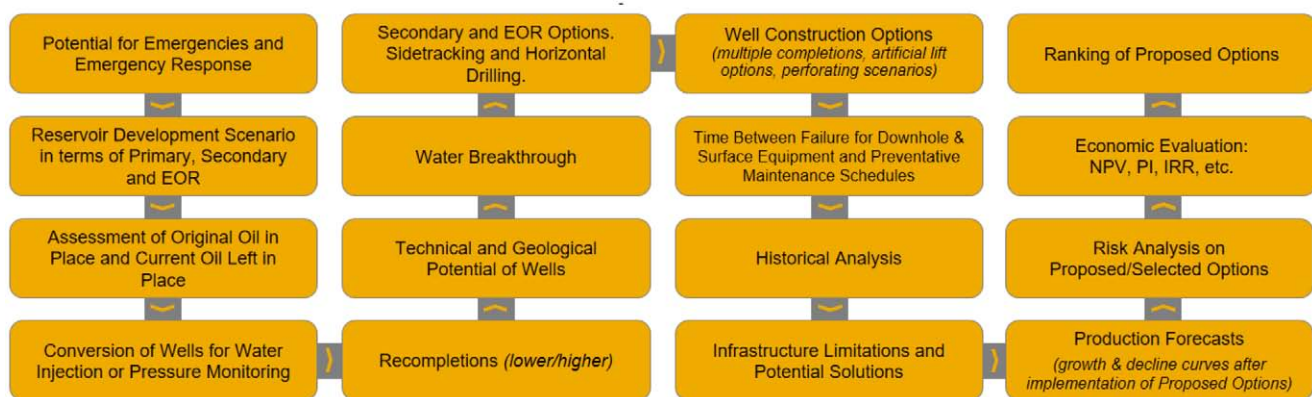 Potential for Emergencies and
Emergency Response
Reservoir Development Scenario
in terms of Primary, Secondary
and EOR
Assessment of Original Oil in
Place and Current Oil Left in
Place
Conversion of Wells for Water
Injection or Pressure Monitoring
Recompletions (lower/higher)
Technical and Geological
Potential of Wells
Water Breakthrough
Secondary and EOR Options.
Sidetracking and Horizontal
Drilling.
Well Construction Options
(multiple completions, artificial lift
options, perforating scenarios)
Time Between Failure for Downhole &
Surface Equipment and Preventative
Maintenance Schedules
Historical Analysis
Infrastructure Limitations and
Potential Solutions
Production Forecasts
(growth & decline curves after
implementation of Proposed Options)
Risk Analysis on
Proposed/Selected Options
Economic Evaluation:
NPV, PI, IRR, etc.
Ranking of Proposed Options